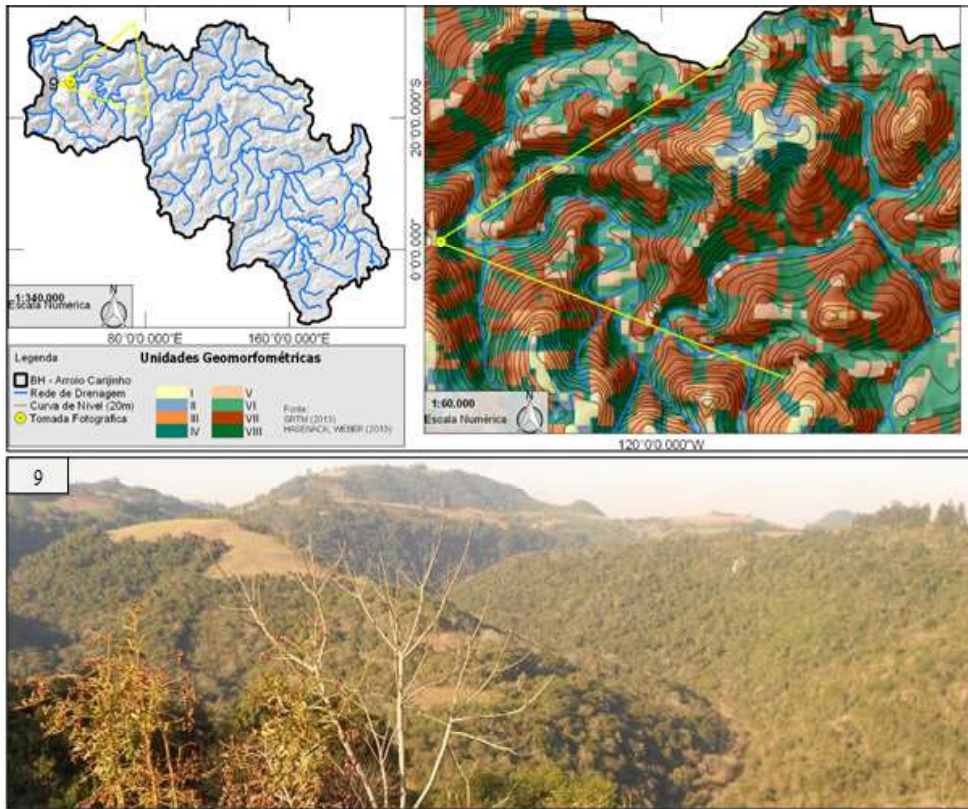 9
20°0'0.000"S
0°0'0.000"
1:340.000
Escala Numérica
N
80°0'0.000"E
160°0'0.000"E
1:60.000
Escala Numérica
N
120°0'0.000"W
Legenda
Unidades Geomorfométricas
BH - Arroio Carijinho
Rede de Drenagem
Curva de Nível (20m)
Tomada Fotográfica
I
II
III
IV
V
VI
VII
VIII
Fonte:
SRTM (2013)
HASENACK, WEBER (2010)
9